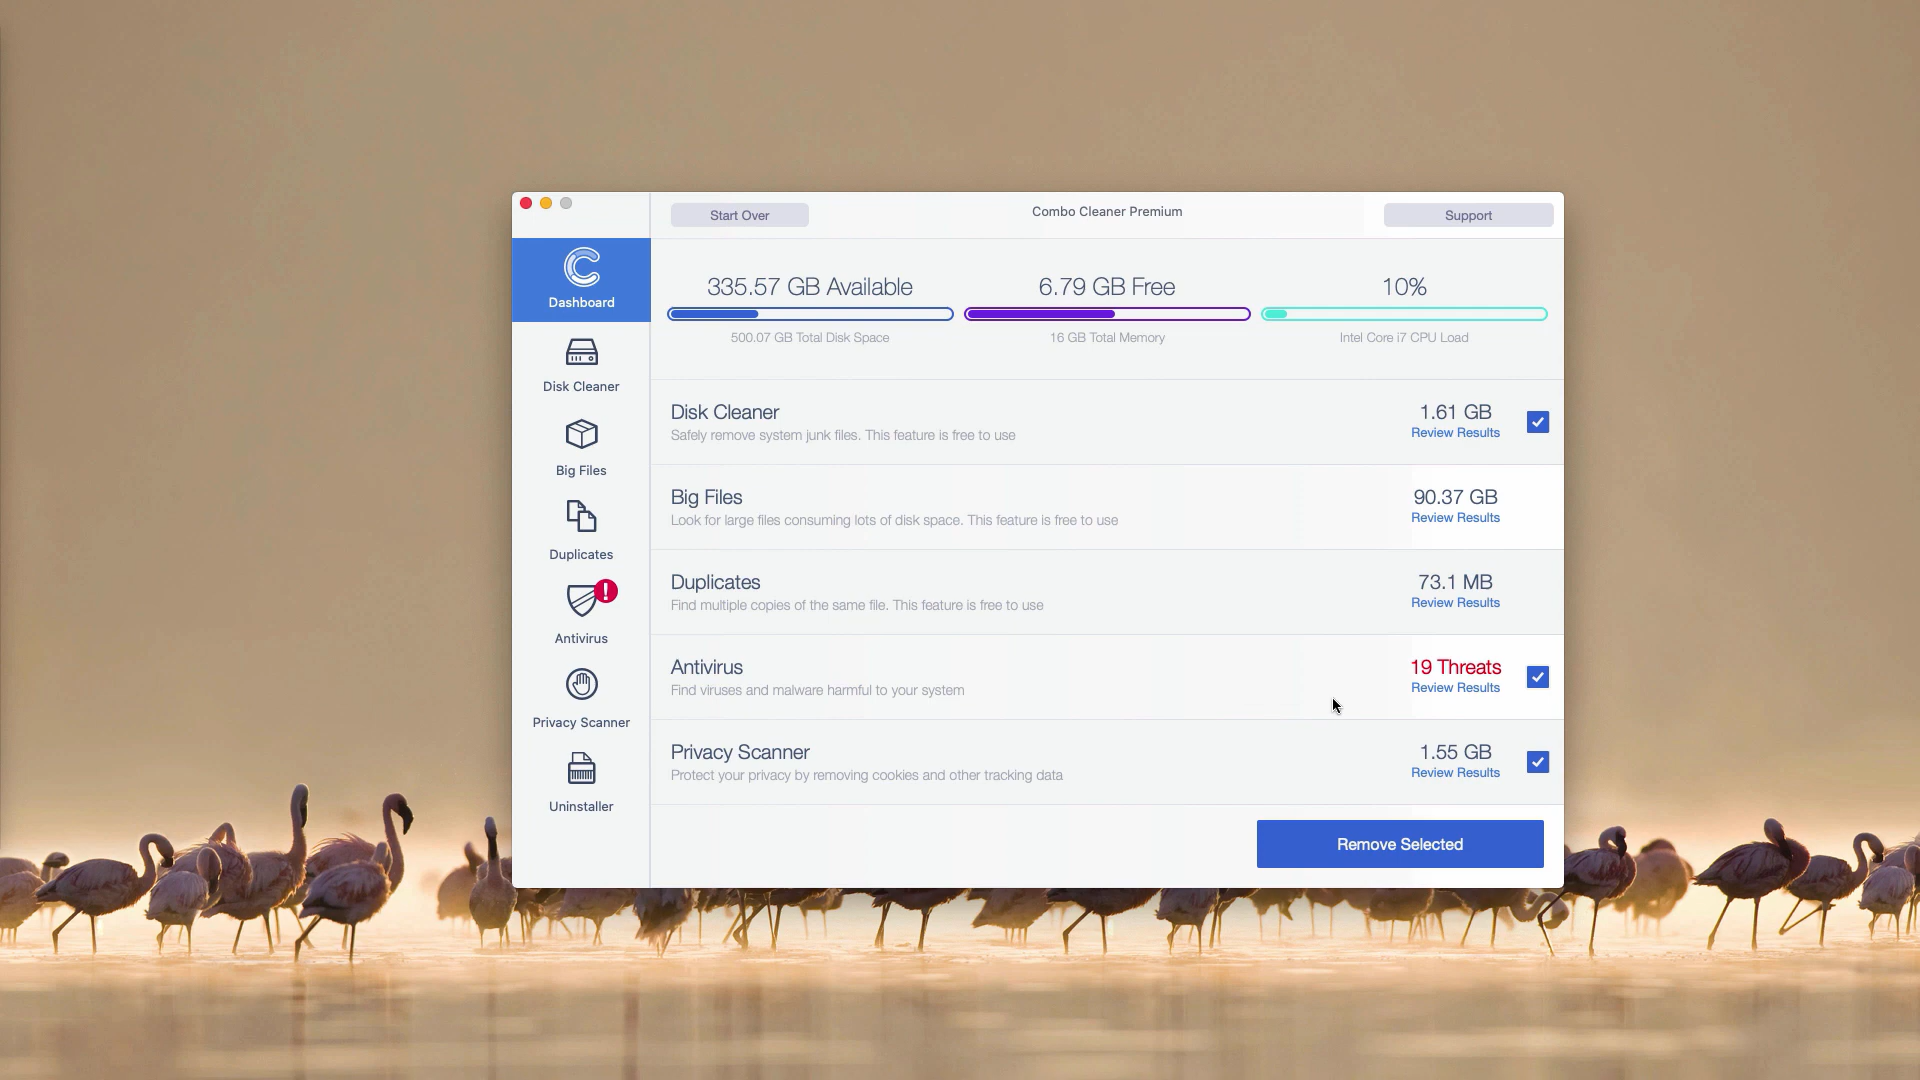 Start Over
Combo Cleaner Premium
Support
Dashboard
335.57 GB Available
6.79 GB Free
10%
500.07 GB Total Disk Space
16 GB Total Memory
Intel Core i7 CPU Load
Disk Cleaner
Big Files
Duplicates
Antivirus
Privacy Scanner
Uninstaller
Disk Cleaner
Safely remove system junk files. This feature is free to use
1.61 GB
Review Results
Big Files
Look for large files consuming lots of disk space. This feature is free to use
90.37 GB
Review Results
Duplicates
Find multiple copies of the same file. This feature is free to use
73.1 MB
Review Results
Antivirus
Find viruses and malware harmful to your system
19 Threats
Review Results
Privacy Scanner
Protect your privacy by removing cookies and other tracking data
1.55 GB
Review Results
Remove Selected